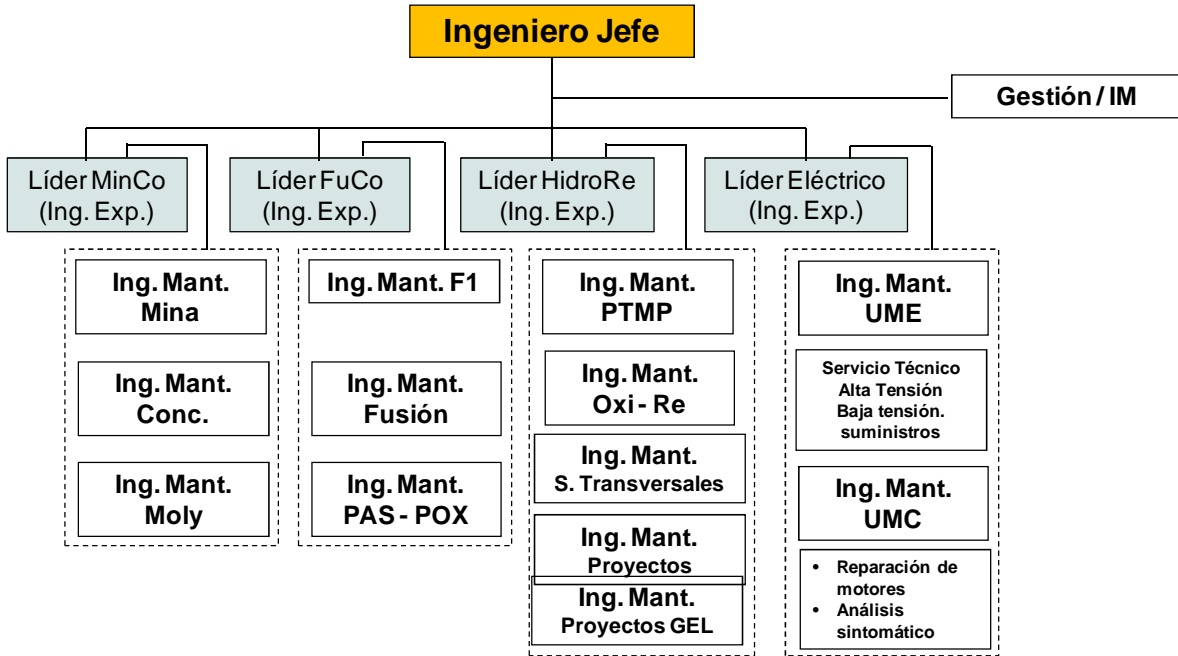 Ingeniero Jefe
Gestión / IM
Líder MinCo
(Ing. Exp.)
Líder FuCo
(Ing. Exp.)
Líder HidroRe
(Ing. Exp.)
Líder Eléctrico
(Ing. Exp.)
Ing. Mant.
Mina
Ing. Mant.
Conc.
Ing. Mant.
Moly
Ing. Mant. F1
Ing. Mant.
Fusión
Ing. Mant.
PAS - POX
Ing. Mant.
PTMP
Ing. Mant.
Oxi - Re
Ing. Mant.
S. Transversales
Ing. Mant.
Proyectos
Ing. Mant.
Proyectos GEL
Ing. Mant.
UME
Servicio Técnico
Alta Tensión
Baja tensión.
suministros
Ing. Mant.
UMC
• Reparación de
motores
• Análisis
sintomático